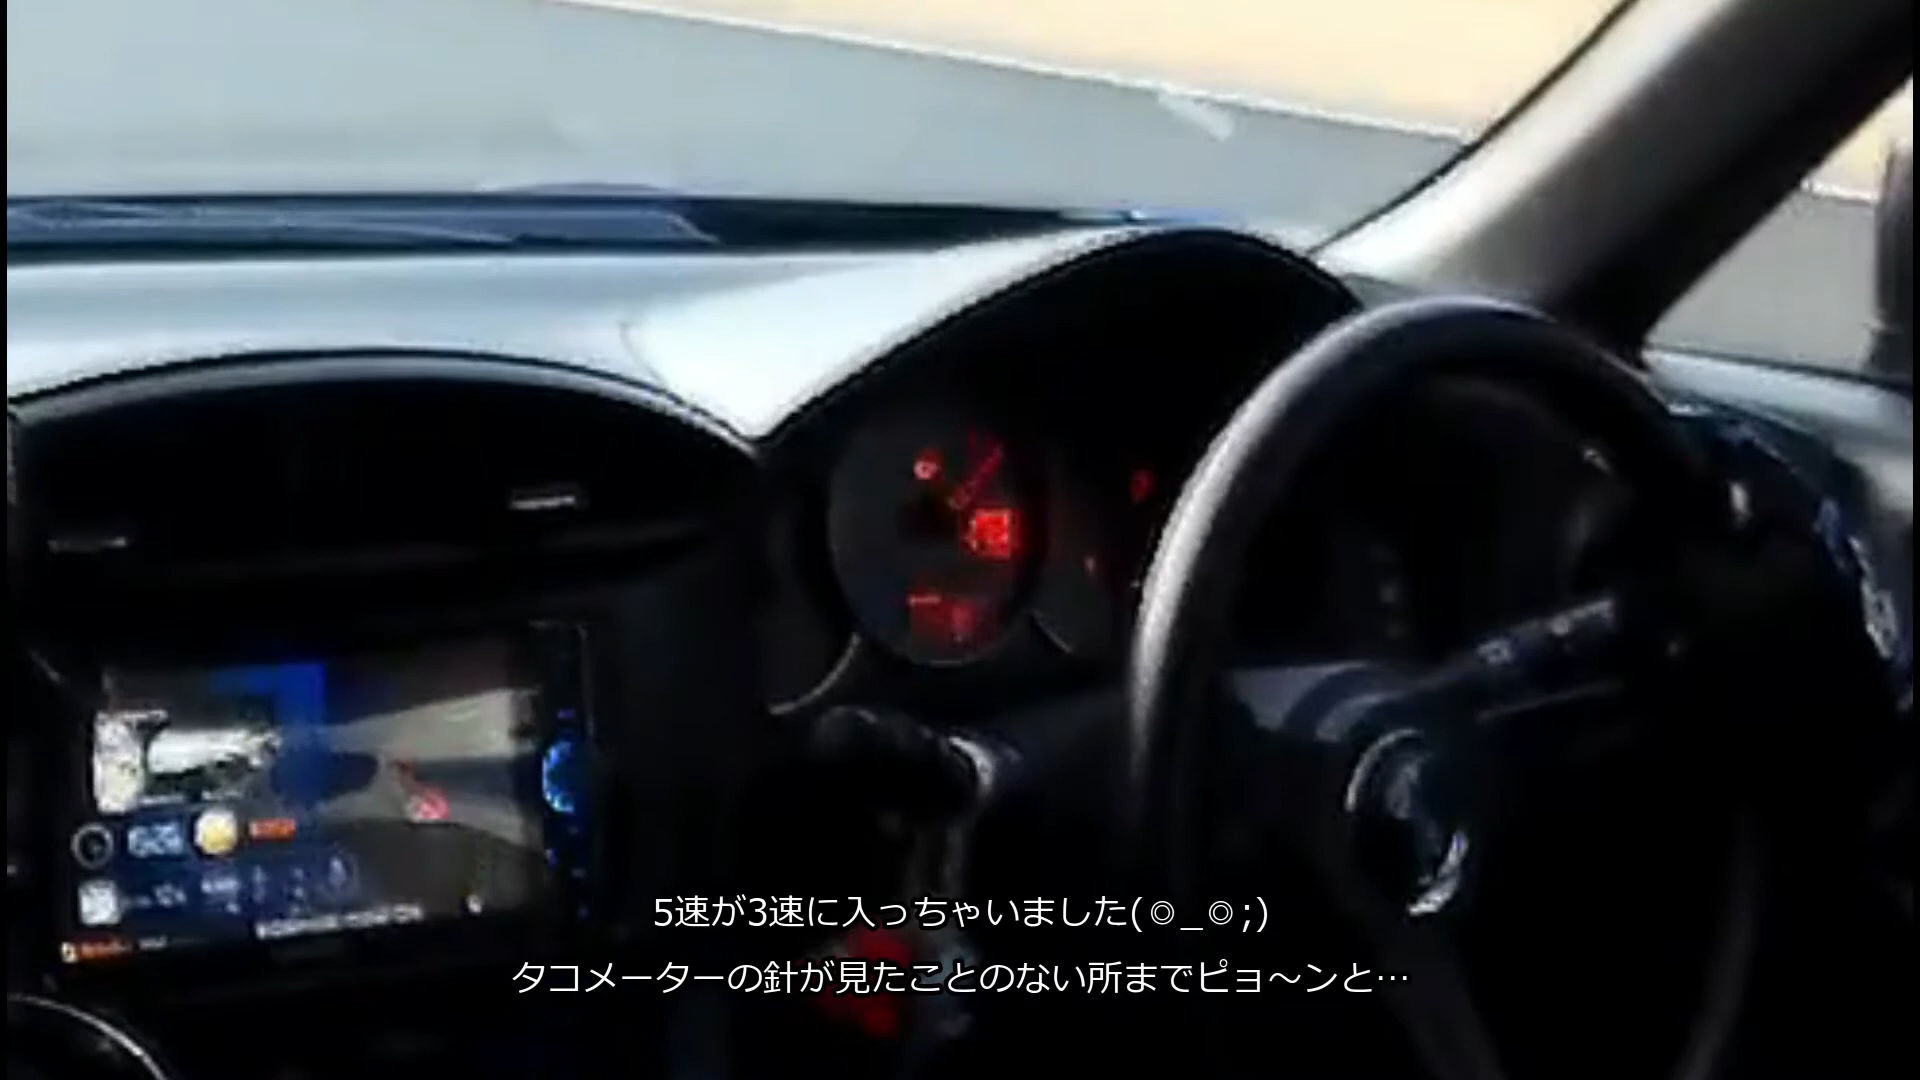 5速が3速に入っちゃいました(◎_◎;)
タコメーターの針が見たことのない所までピョ～ンと…